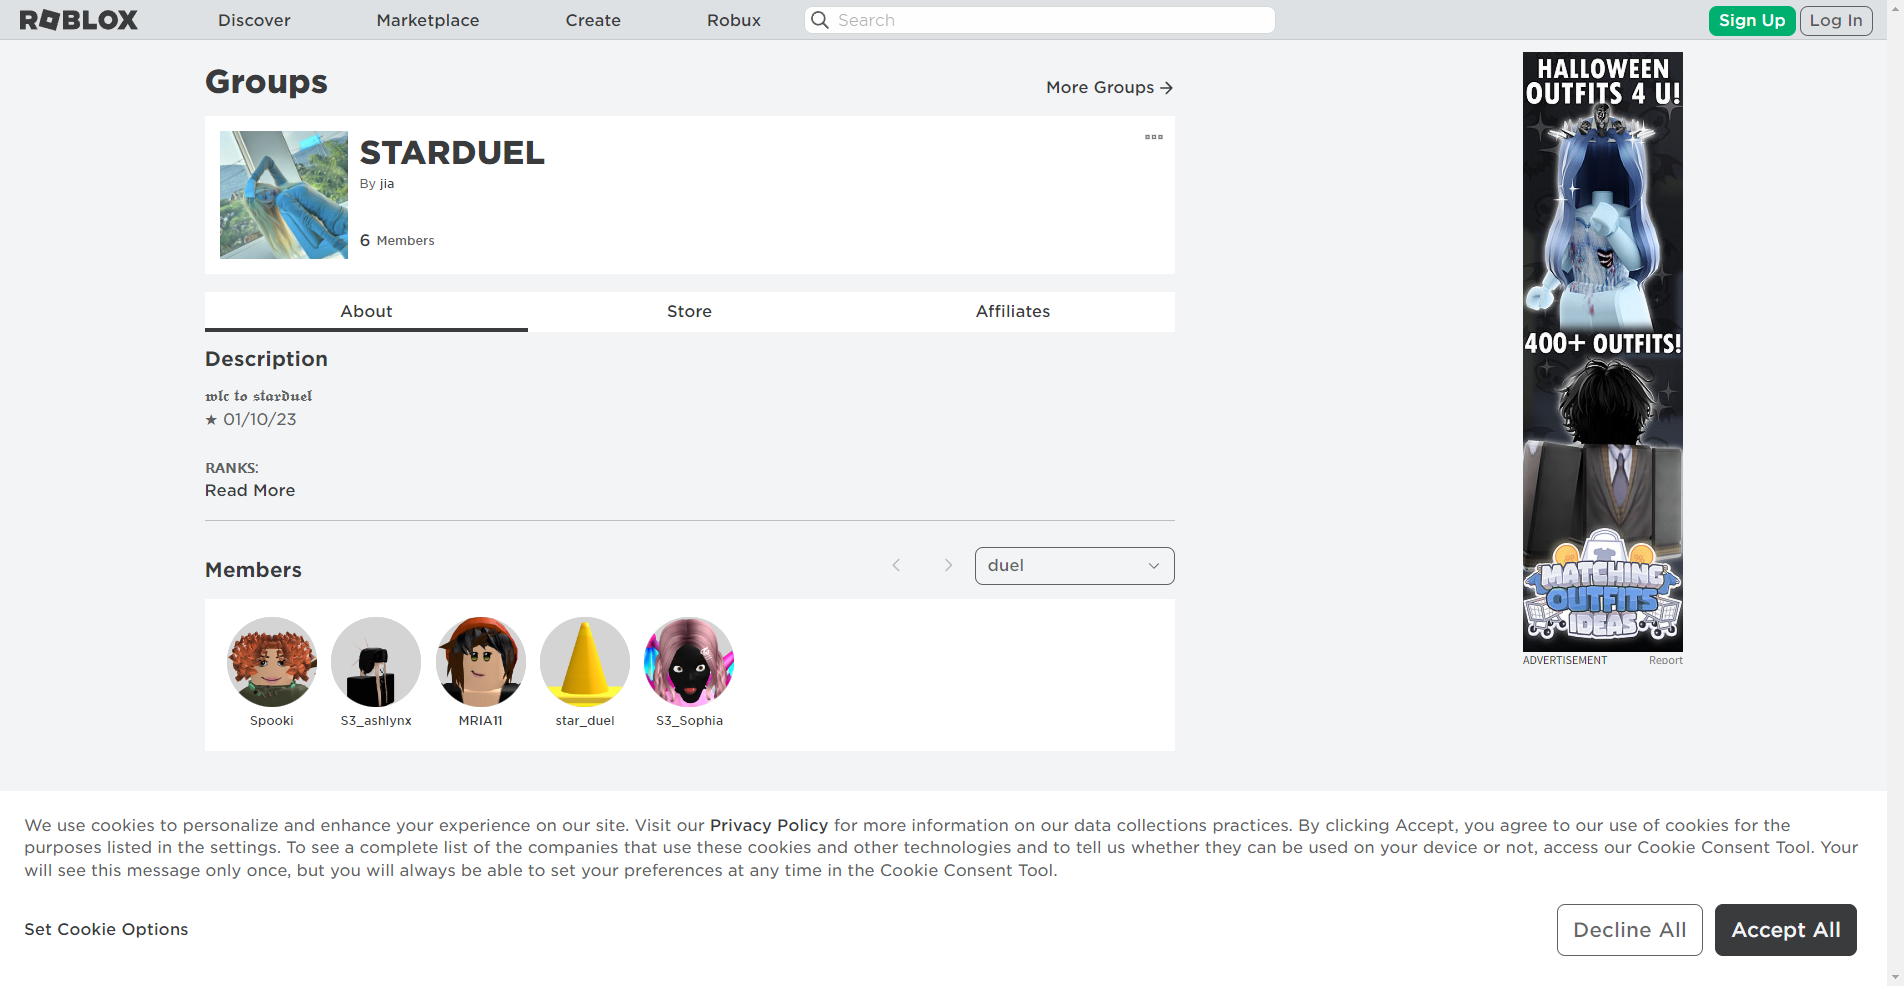 ROBLOX
Discover
Marketplace
Create
Robux
Search
Sign Up
Log In
Groups
More Groups
STARDUEL
By jia
6 Members
About
Store
Affiliates
Description
𝔴𝔩𝔠 𝔱𝔬 𝔰𝔱𝔞𝔯𝔡𝔲𝔢𝔩
★ 01/10/23
RANKS:
Read More
Members
duel
Spooki
S3_ashlynx
MRIA11
star_duel
S3_Sophia
HALLOWEEN
OUTFITS 4 U!
400+ OUTFITS!
MATCHING
OUTFITS
IDEAS
ADVERTISEMENT
Report
We use cookies to personalize and enhance your experience on our site. Visit our Privacy Policy for more information on our data collections practices. By clicking Accept, you agree to our use of cookies for the
purposes listed in the settings. To see a complete list of the companies that use these cookies and other technologies and to tell us whether they can be used on your device or not, access our Cookie Consent Tool. Your
will see this message only once, but you will always be able to set your preferences at any time in the Cookie Consent Tool.
Set Cookie Options
Decline All
Accept All